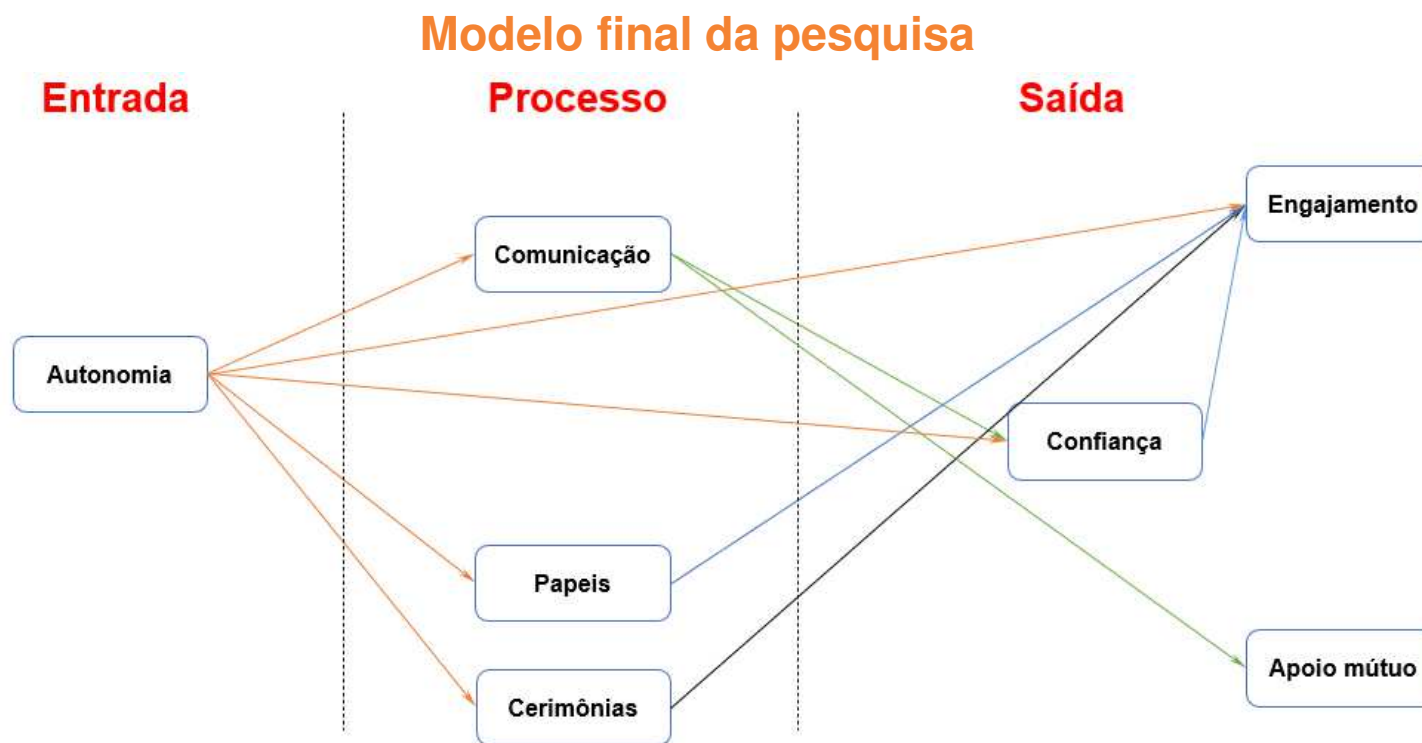 Modelo final da pesquisa
Entrada
Processo
Saída
Engajamento
Comunicação
Autonomia
Confiança
Papeis
Apoio mútuo
Cerimônias